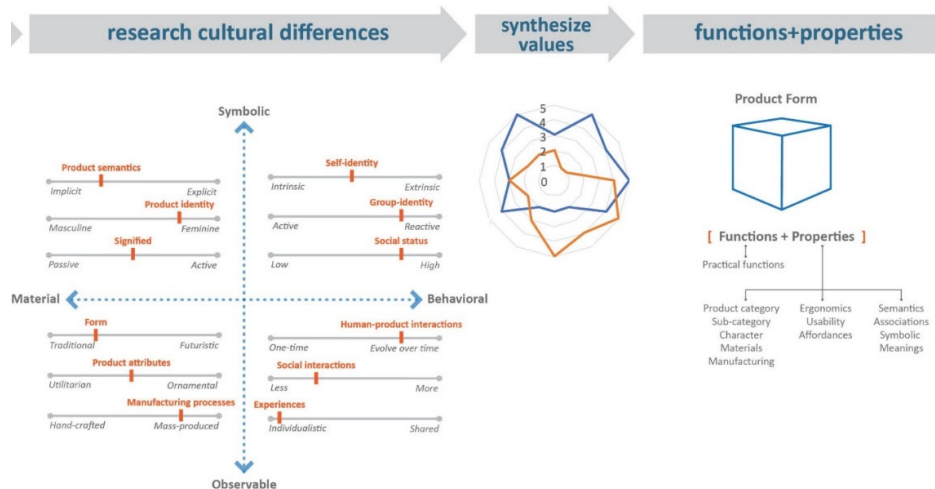 research cultural differences
synthesize
values
functions+properties
Symbolic
Product semantics
Implicit Explicit
Product identity
Masculine Feminine
Signified
Passive Active
Self-identity
Intrinsic Extrinsic
Group-identity
Active Reactive
Social status
Low High
Material Behavioral
Form
Traditional Futuristic
Product attributes
Utilitarian Ornamental
Manufacturing processes
Hand-crafted Mass-produced
Human-product interactions
One-time Evolve over time
Social interactions
Less More
Experiences
Individualistic Shared
Observable
5
4
3
2
1
0
Product Form
[ Functions + Properties ]
Practical functions
Product category
Sub-category
Character
Materials
Manufacturing
Ergonomics
Usability
Affordances
Semantics
Associations
Symbolic
Meanings